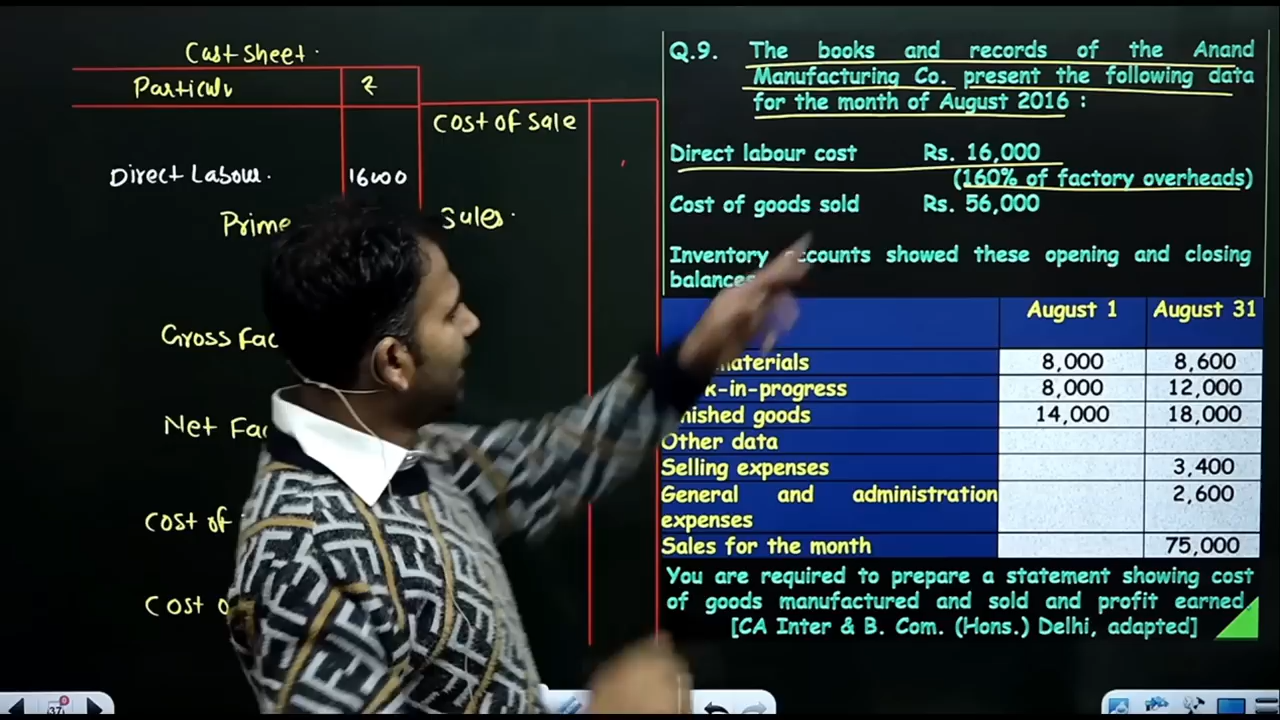 Cast Sheet.
Particulr ₹
Direct Labour. 16000
Prime
Gross Fac
Net Fac
Cost of
Cost o
Cost of Sale
Sales.
Q.9. The books and records of the Anand
Manufacturing Co. present the following data
for the month of August 2016 :
Direct labour cost Rs. 16,000
(160% of factory overheads)
Cost of goods sold Rs. 56,000
Inventory accounts showed these opening and closing
balances
August 1 August 31
materials 8,000 8,600
k-in-progress 8,000 12,000
nished goods 14,000 18,000
Other data
Selling expenses 3,400
General and administration 2,600
expenses
Sales for the month 75,000
You are required to prepare a statement showing cost
of goods manufactured and sold and profit earned.
[CA Inter & B. Com. (Hons.) Delhi, adapted]
37